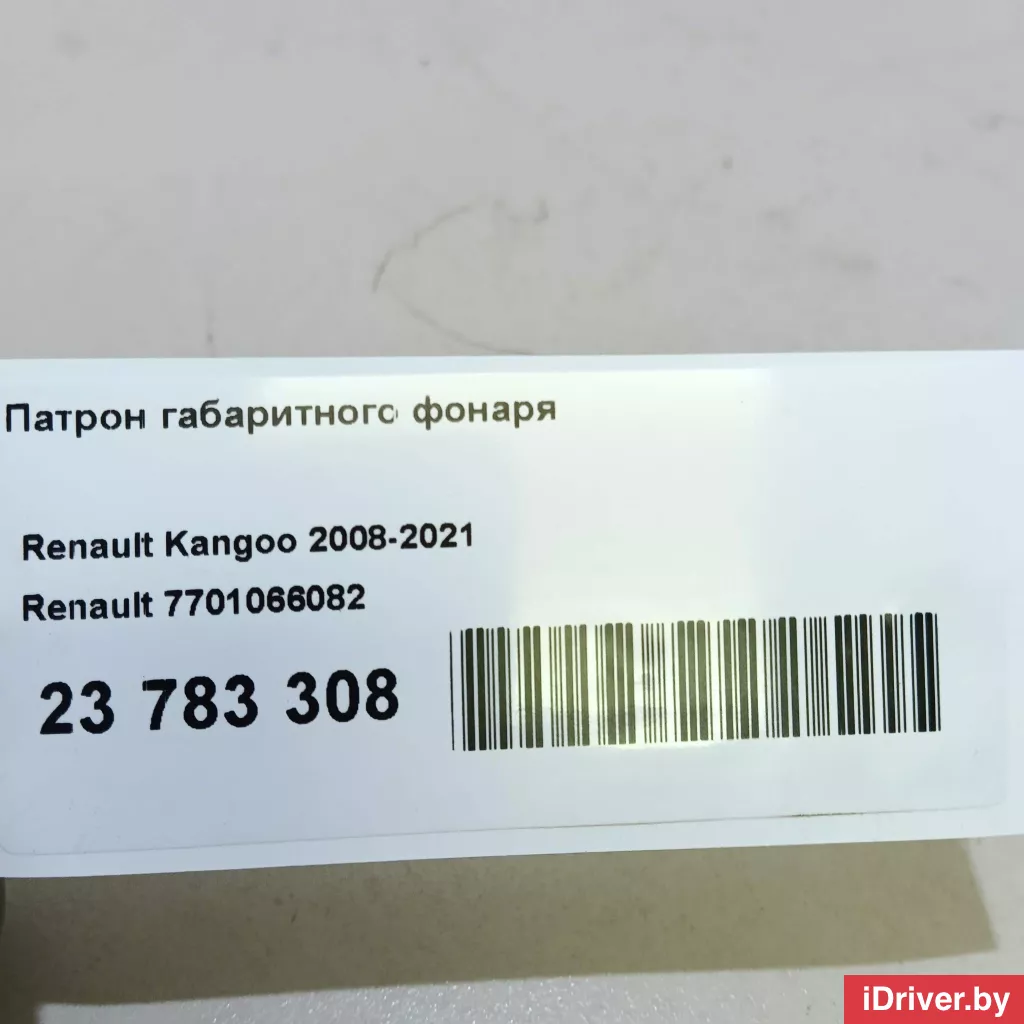 Патрон габаритного фонаря
Renault Kangoo 2008-2021
Renault 7701066082
23 783 308
iDriver.by